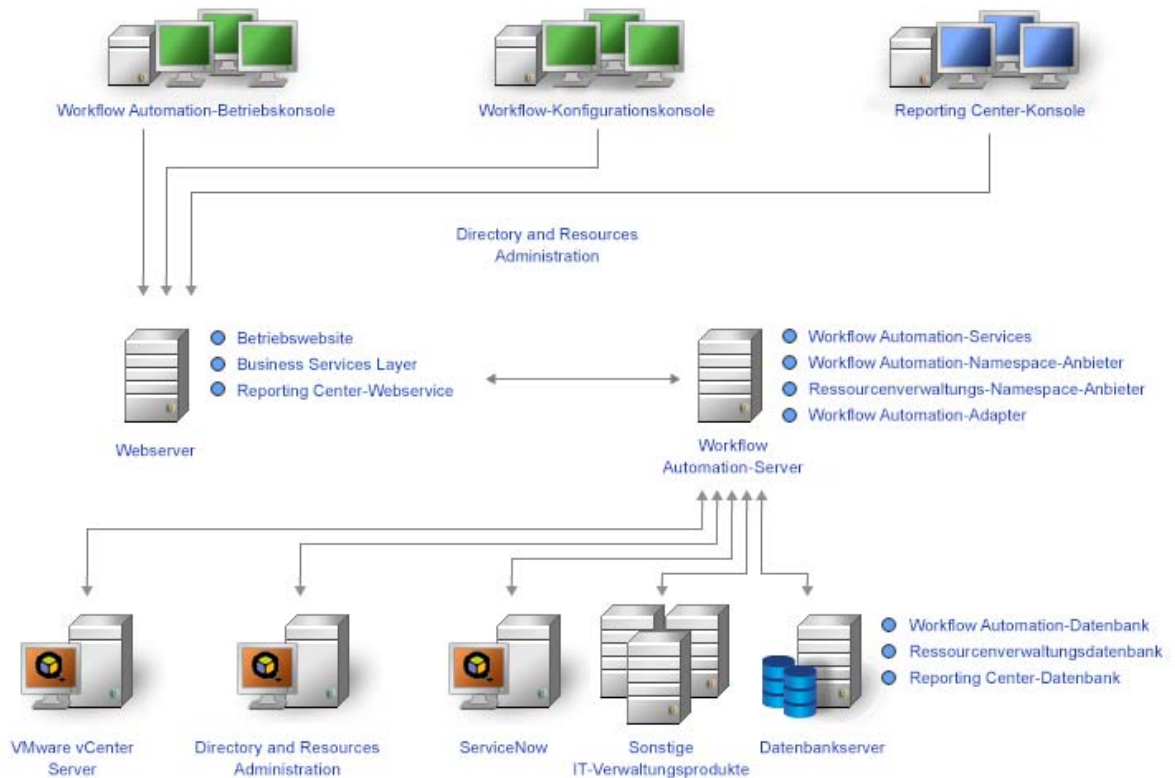 Workflow Automation-Betriebskonsole
Workflow-Konfigurationskonsole
Reporting Center-Konsole
Directory and Resources
Administration
Betriebswebsite
Business Services Layer
Reporting Center-Webservice
Webserver
Workflow Automation-Services
Workflow Automation-Namespace-Anbieter
Ressourcenverwaltungs-Namespace-Anbieter
Workflow Automation-Adapter
Workflow
Automation-Server
Workflow Automation-Datenbank
Ressourcenverwaltungsdatenbank
Reporting Center-Datenbank
VMware vCenter
Server
Directory and Resources
Administration
ServiceNow
Sonstige
IT-Verwaltungsprodukte
Datenbankserver